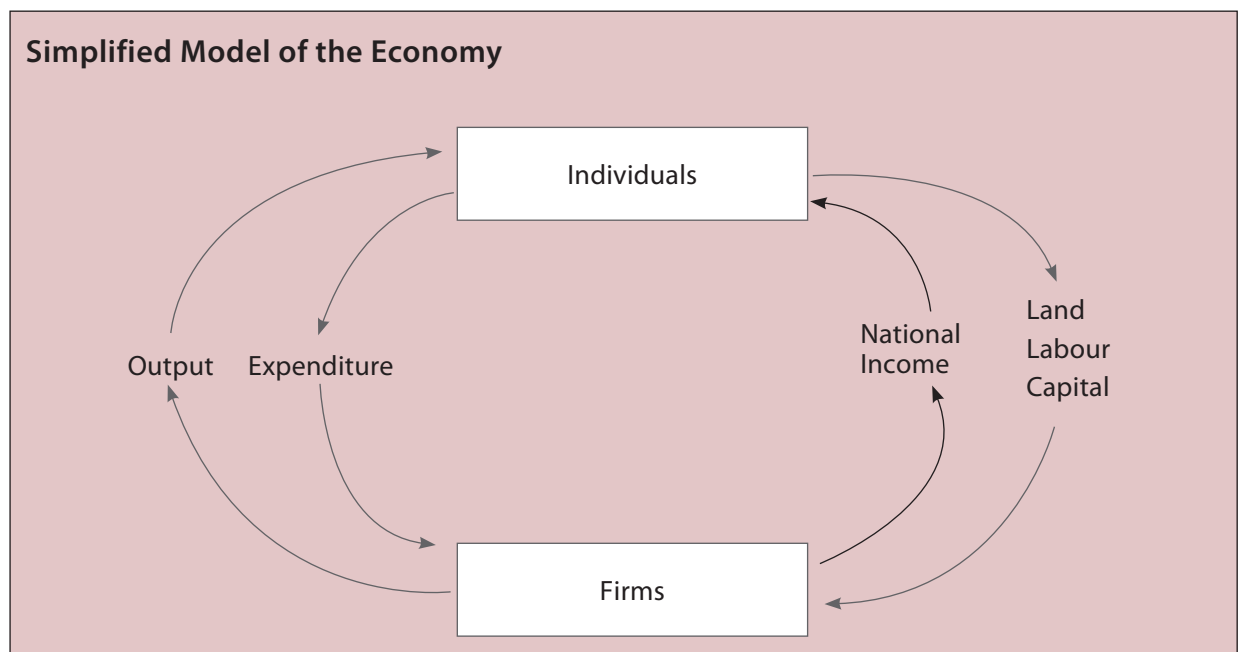 Simplified Model of the Economy
Individuals
Output
Expenditure
National
Income
Land
Labour
Capital
Firms